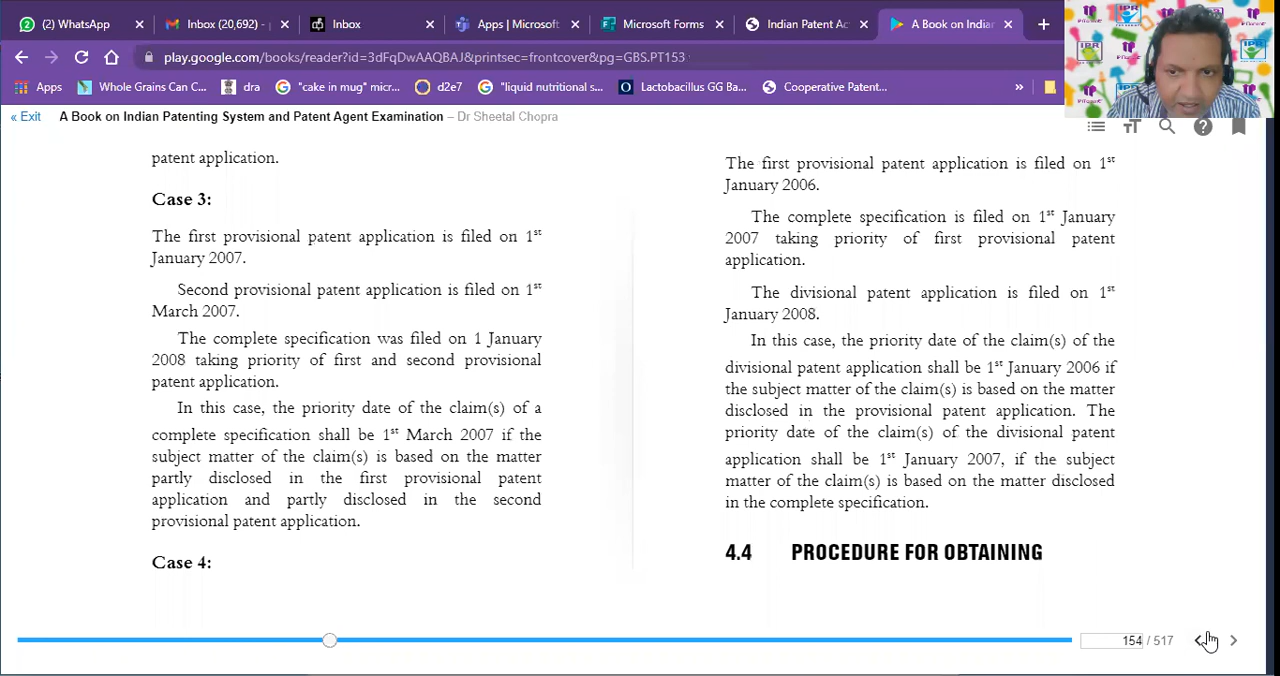 (2) WhatsApp
Inbox (20,692) -
Inbox
Apps | Microsoft
Microsoft Forms
Indian Patent Ac
A Book on India
play.google.com/books/reader?id=3dFqDwAAQBAJ&printsec=frontcover&pg=GBS.PT153
Apps
Whole Grains Can C...
dra
"cake in mug" micr...
d2e7
"liquid nutritional s...
Lactobacillus GG Ba...
Cooperative Patent...
»
« Exit
A Book on Indian Patenting System and Patent Agent Examination – Dr Sheetal Chopra
patent application.
Case 3:
The first provisional patent application is filed on 1st
January 2007.
Second provisional patent application is filed on 1st
March 2007.
The complete specification was filed on 1 January
2008 taking priority of first and second provisional
patent application.
In this case, the priority date of the claim(s) of a
complete specification shall be 1st March 2007 if the
subject matter of the claim(s) is based on the matter
partly disclosed in the first provisional patent
application and partly disclosed in the second
provisional patent application.
Case 4:
The first provisional patent application is filed on 1st
January 2006.
The complete specification is filed on 1st January
2007 taking priority of first provisional patent
application.
The divisional patent application is filed on 1st
January 2008.
In this case, the priority date of the claim(s) of the
divisional patent application shall be 1st January 2006 if
the subject matter of the claim(s) is based on the matter
disclosed in the provisional patent application. The
priority date of the claim(s) of the divisional patent
application shall be 1st January 2007, if the subject
matter of the claim(s) is based on the matter disclosed
in the complete specification.
4.4 PROCEDURE FOR OBTAINING
154 / 517